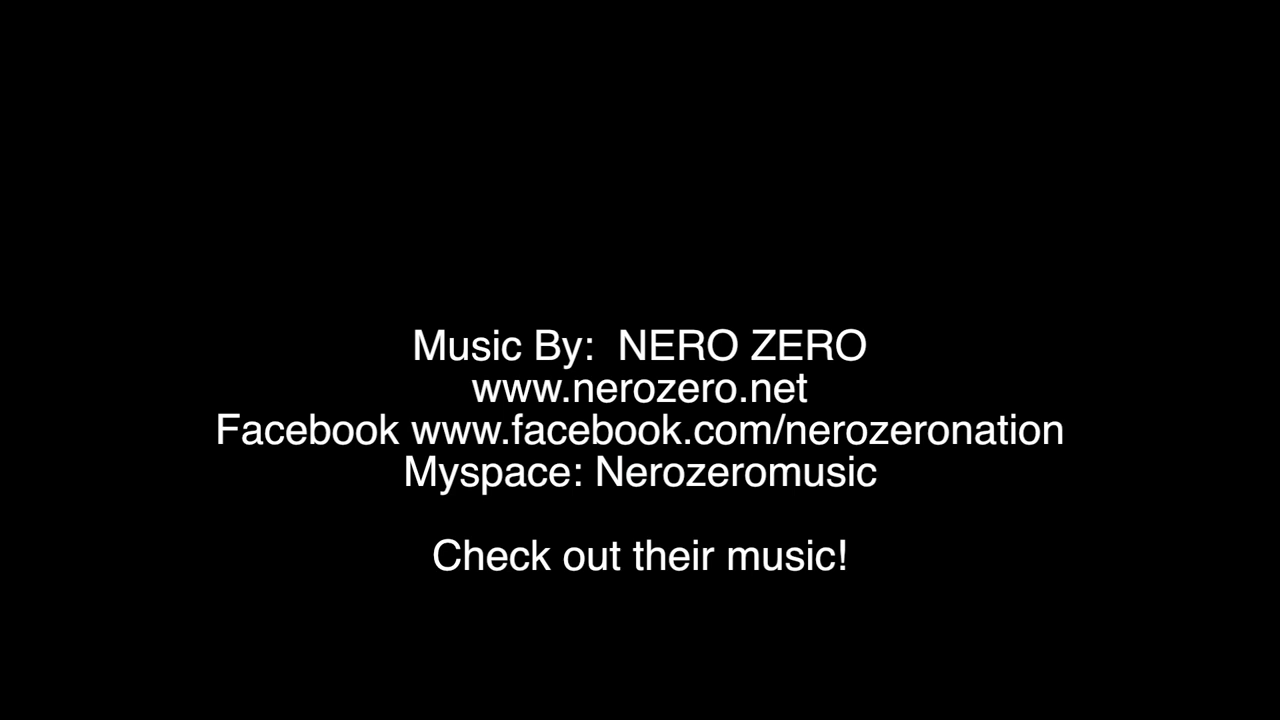 Music By:  NERO ZERO
www.nerozero.net
Facebook www.facebook.com/nerozeronation
Myspace: Nerozeromusic
Check out their music!